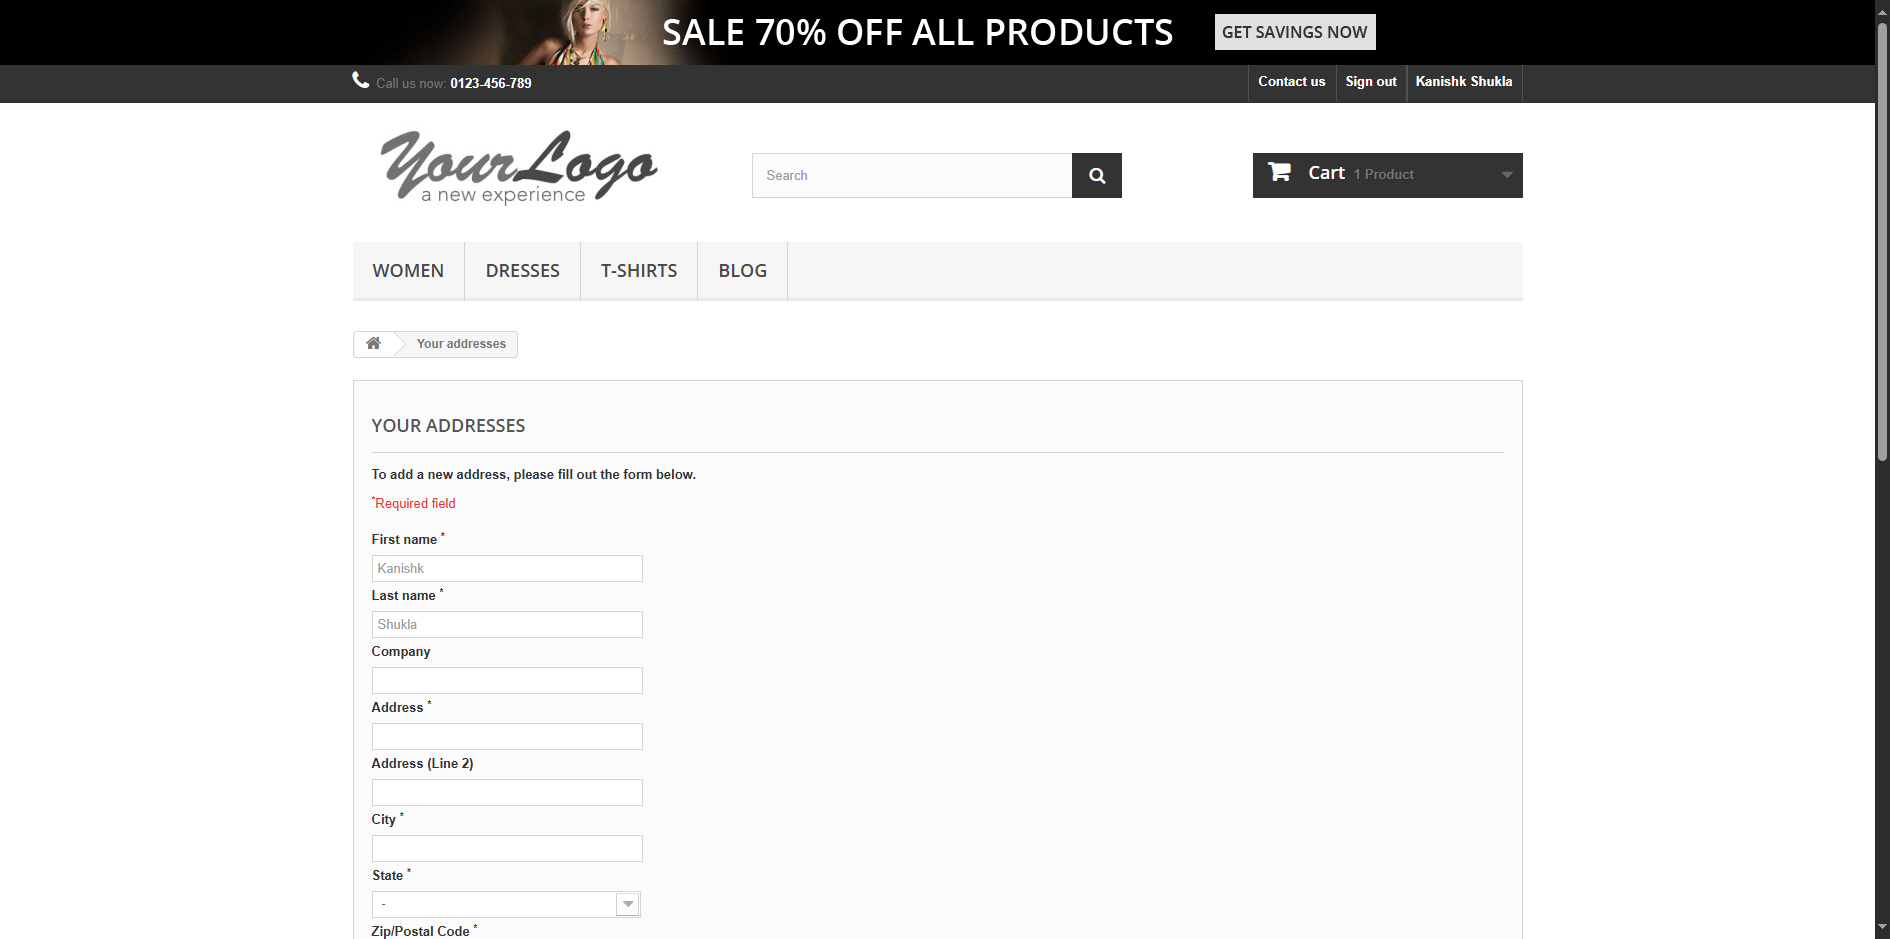 SALE 70% OFF ALL PRODUCTS GET SAVINGS NOW
Call us now: 0123-456-789 Contact us Sign out Kanishk Shukla
YourLogo
a new experience
Search
Cart 1 Product
WOMEN DRESSES T-SHIRTS BLOG
Your addresses
YOUR ADDRESSES
To add a new address, please fill out the form below.
*Required field
First name *
Kanishk
Last name *
Shukla
Company
Address *
Address (Line 2)
City *
State *
-
Zip/Postal Code *